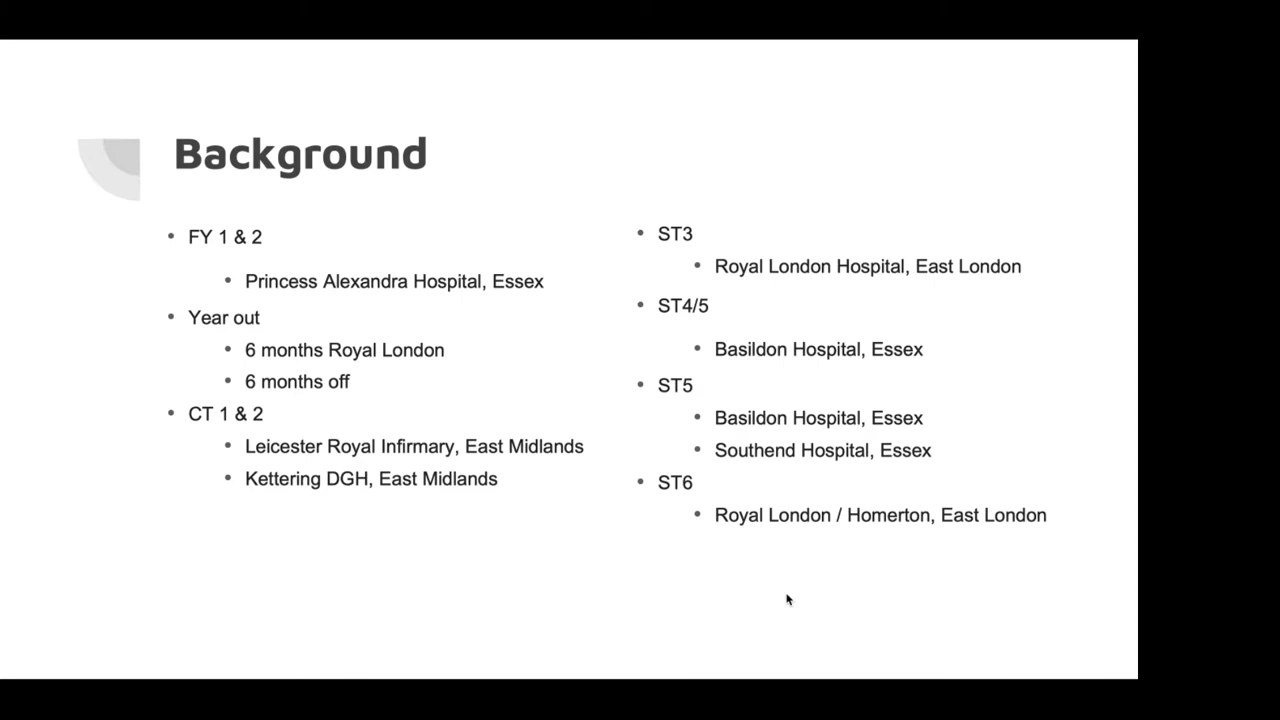 Background
• FY 1 & 2
• Princess Alexandra Hospital, Essex
• Year out
• 6 months Royal London
• 6 months off
• CT 1 & 2
• Leicester Royal Infirmary, East Midlands
• Kettering DGH, East Midlands
• ST3
• Royal London Hospital, East London
• ST4/5
• Basildon Hospital, Essex
• ST5
• Basildon Hospital, Essex
• Southend Hospital, Essex
• ST6
• Royal London / Homerton, East London